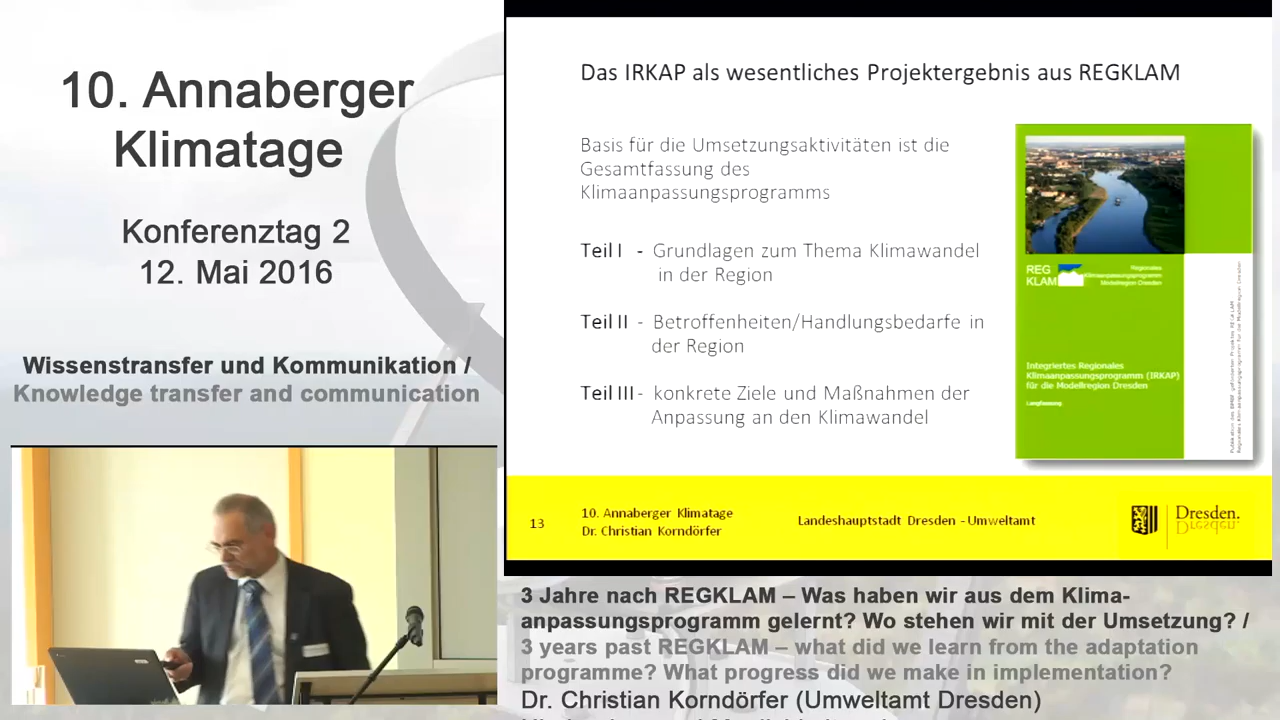 10. Annaberger
Klimatage
Konferenztag 2
12. Mai 2016
Wissenstransfer und Kommunikation /
Knowledge transfer and communication
Das IRKAP als wesentliches Projektergebnis aus REGKLAM
Basis für die Umsetzungsaktivitäten ist die
Gesamtfassung des
Klimaanpassungsprogramms
Teil I - Grundlagen zum Thema Klimawandel
in der Region
Teil II - Betroffenheiten/Handlungsbedarfe in
der Region
Teil III - konkrete Ziele und Maßnahmen der
Anpassung an den Klimawandel
REG
KLAM
Regionales
Klimaanpassungsprogramm
Modellregion Dresden
Integriertes Regionales
Klimaanpassungsprogramm (IRKAP)
für die Modellregion Dresden
Langfassung
13
10. Annaberger Klimatage
Dr. Christian Korndörfer
Landeshauptstadt Dresden - Umweltamt
Dresden.
Dresden.
3 Jahre nach REGKLAM – Was haben wir aus dem Klima-
anpassungsprogramm gelernt? Wo stehen wir mit der Umsetzung? /
3 years past REGKLAM – what did we learn from the adaptation
programme? What progress did we make in implementation?
Dr. Christian Korndörfer (Umweltamt Dresden)